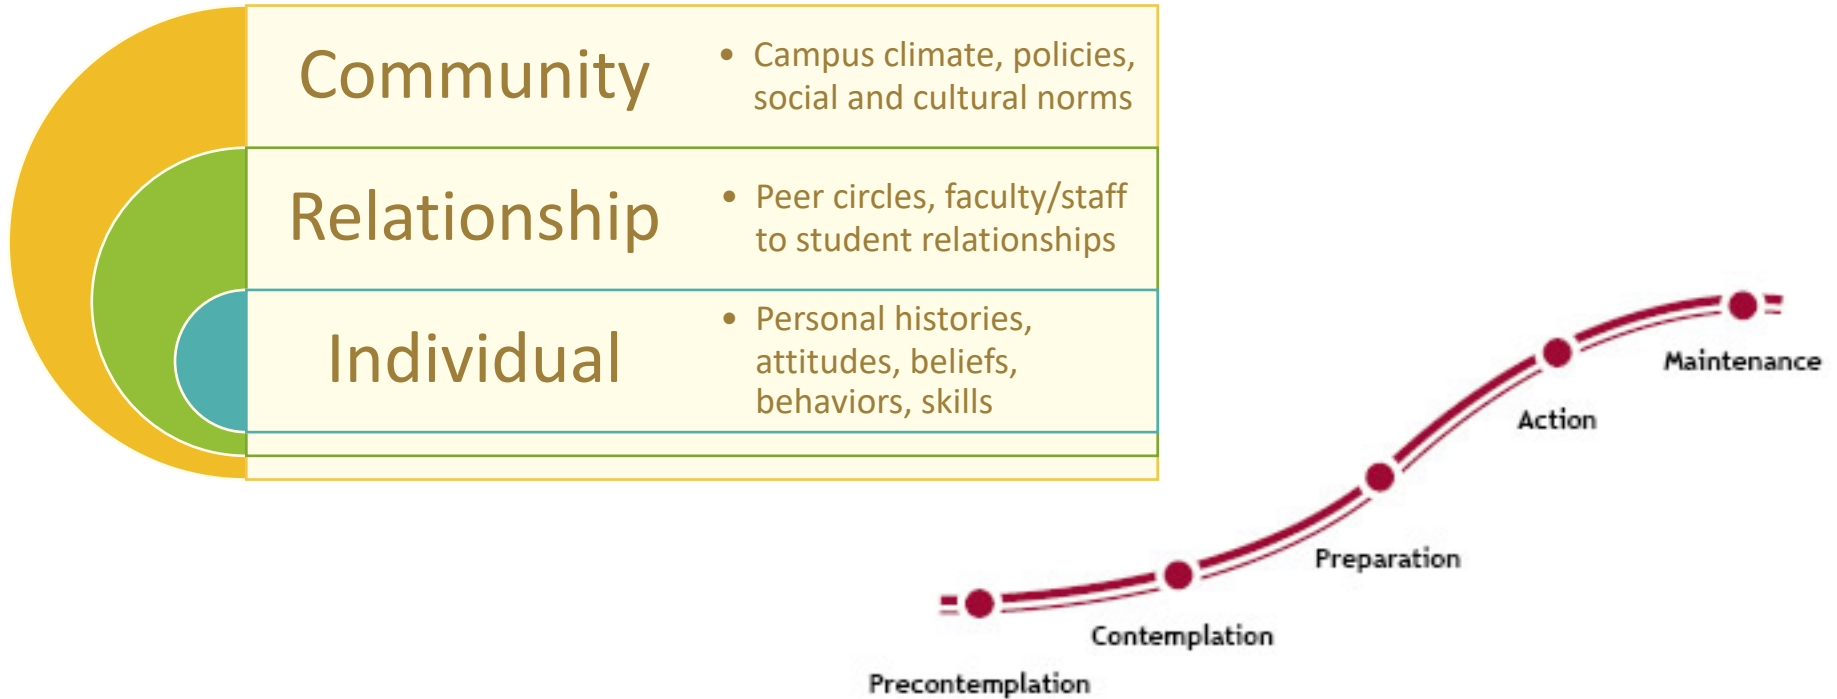 Community
• Campus climate, policies,
social and cultural norms
Relationship
• Peer circles, faculty/staff
to student relationships
Individual
• Personal histories,
attitudes, beliefs,
behaviors, skills
Maintenance
Action
Preparation
Contemplation
Precontemplation